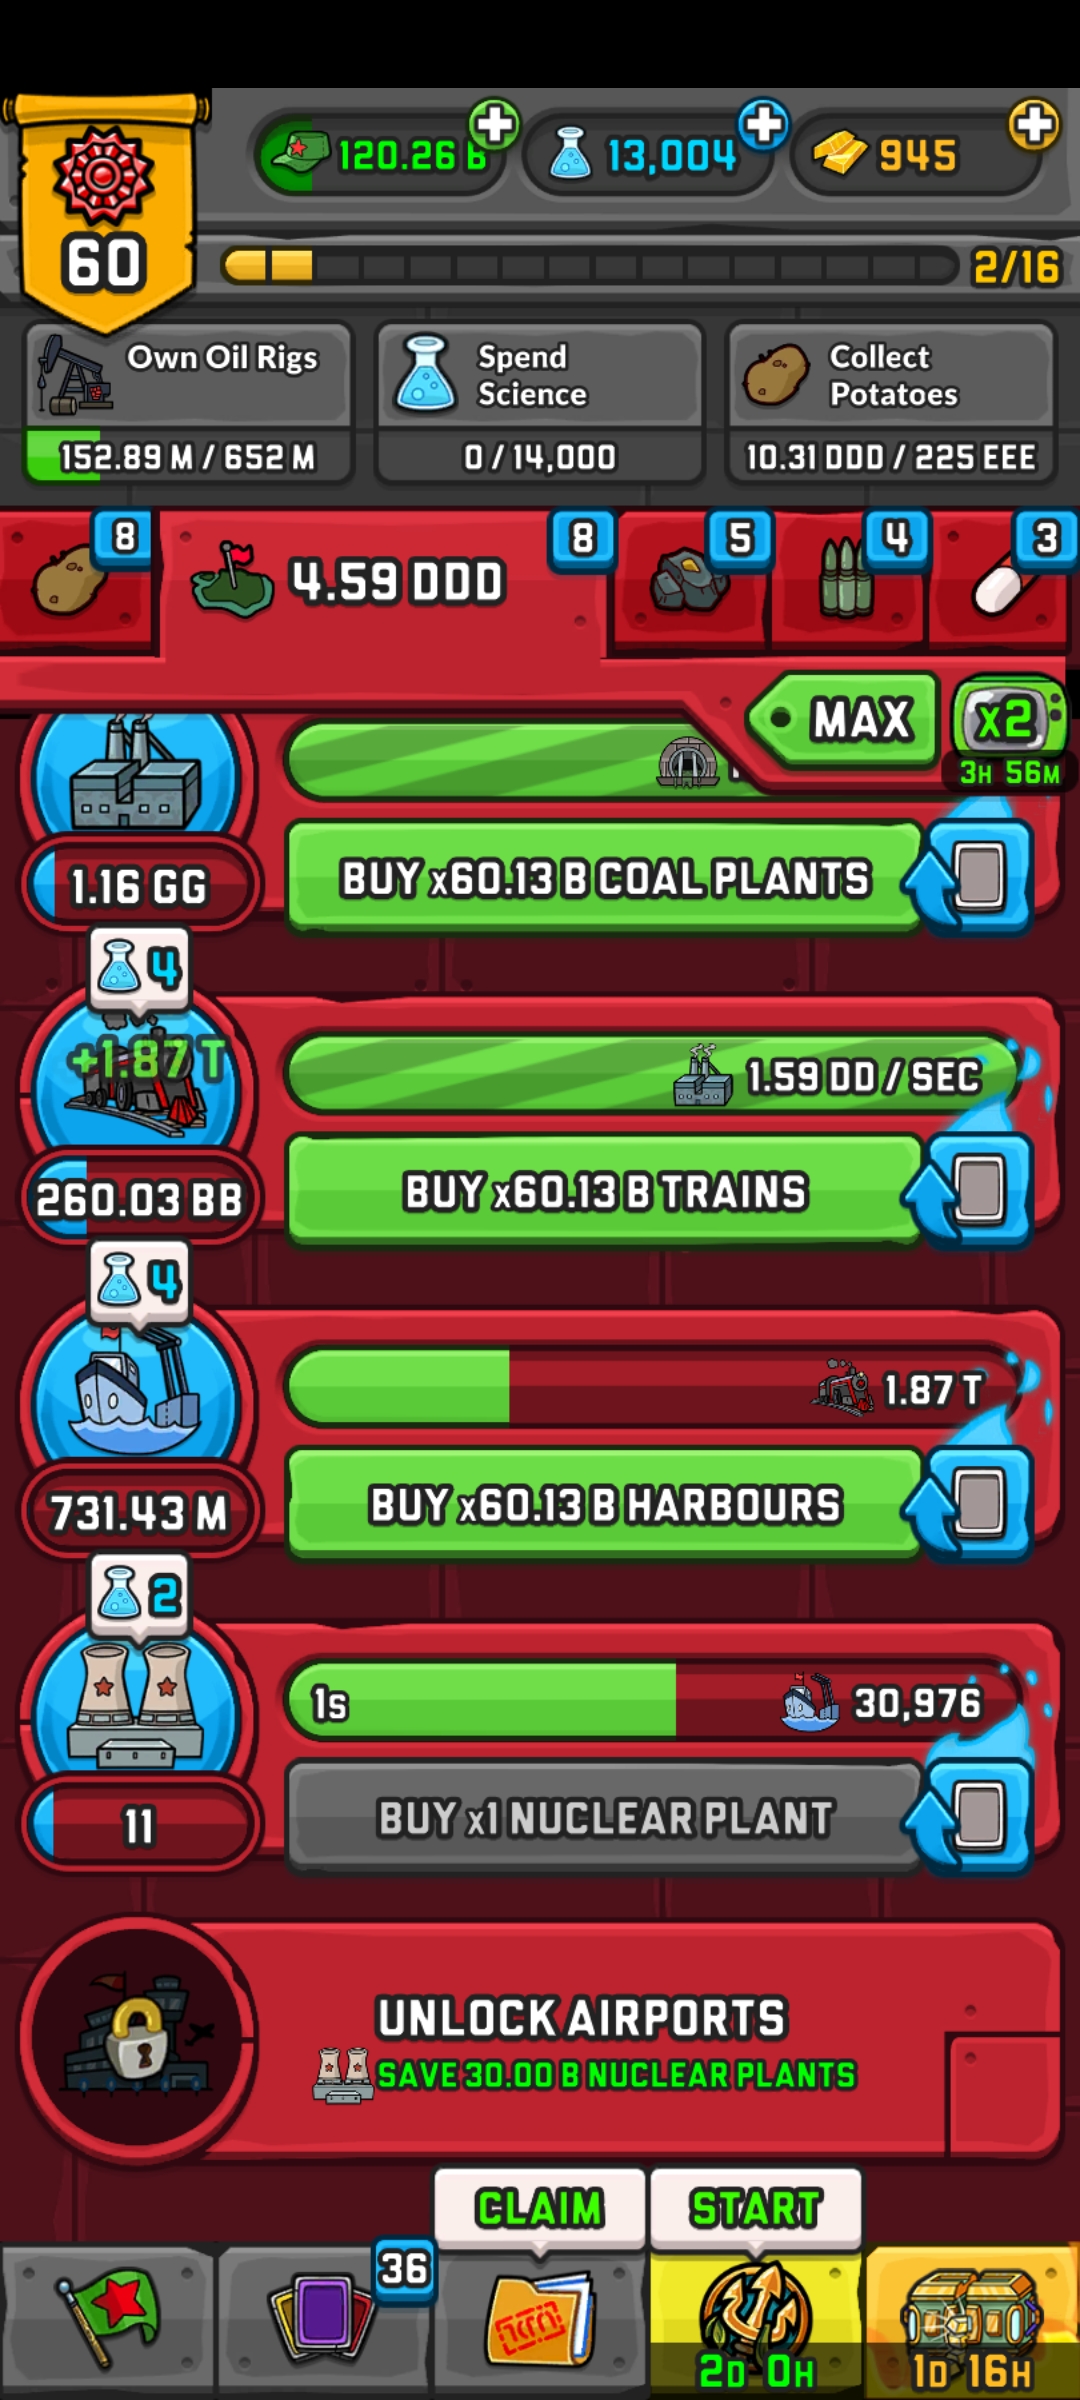 120.26 B
13,004
945
60
2/16
Own Oil Rigs
152.89 M / 652 M
Spend
Science
0 / 14,000
Collect
Potatoes
10.31 DDD / 225 EEE
8
4.59 DDD
8
5
4
3
MAX
x2
3H 56M
1.16 GG
BUY x60.13 B COAL PLANTS
4
+1.87 T
1.59 DD / SEC
260.03 BB
BUY x60.13 B TRAINS
4
1.87 T
731.43 M
BUY x60.13 B HARBOURS
2
1s
30,976
11
BUY x1 NUCLEAR PLANT
UNLOCK AIRPORTS
SAVE 30.00 B NUCLEAR PLANTS
CLAIM
START
36
2D 0H
1D 16H